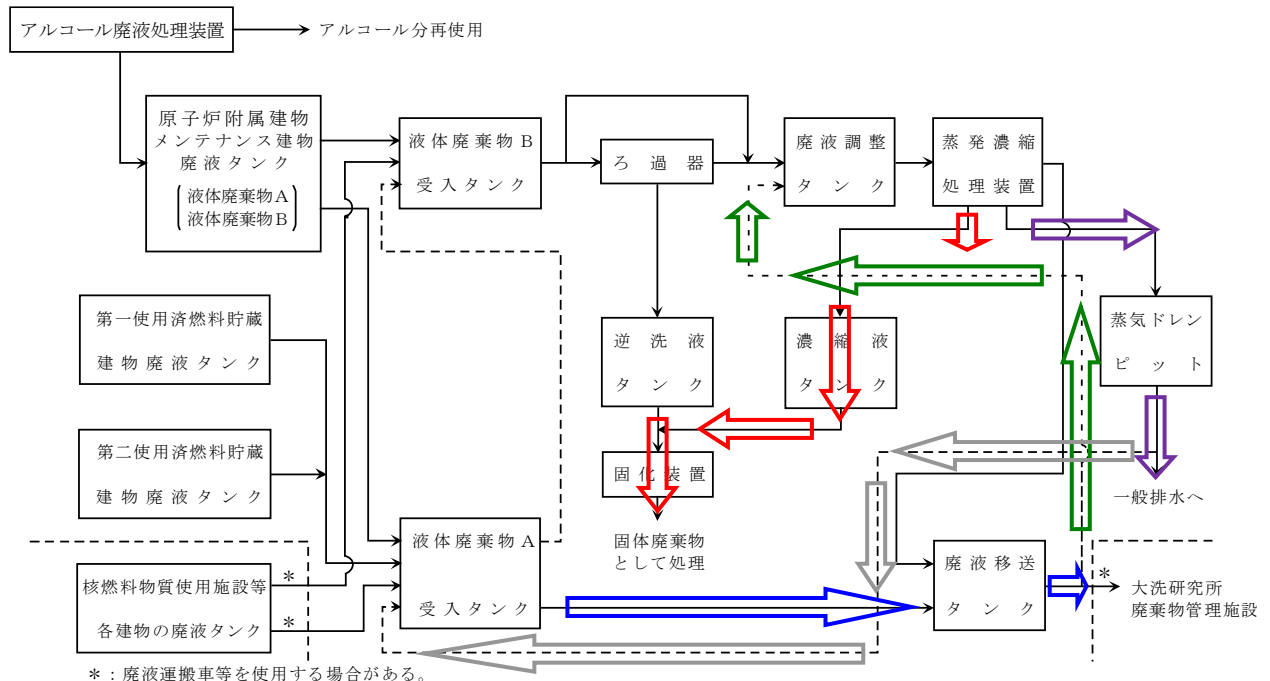 アルコール廃液処理装置
アルコール分再使用
原子炉附属建物
メンテナンス建物
廃液タンク
液体廃棄物A
液体廃棄物B
液体廃棄物B
受入タンク
ろ過器
廃液調整
タンク
蒸発濃縮
処理装置
第一使用済燃料貯蔵
建物廃液タンク
逆洗液
タンク
濃縮液
タンク
蒸気ドレン
ピット
第二使用済燃料貯蔵
建物廃液タンク
固化装置
一般排水へ
固体廃棄物
として処理
液体廃棄物A
受入タンク
廃液移送
タンク
核燃料物質使用施設等
各建物の廃液タンク
*
*
*
大洗研究所
廃棄物管理施設
*:廃液運搬車等を使用する場合がある。